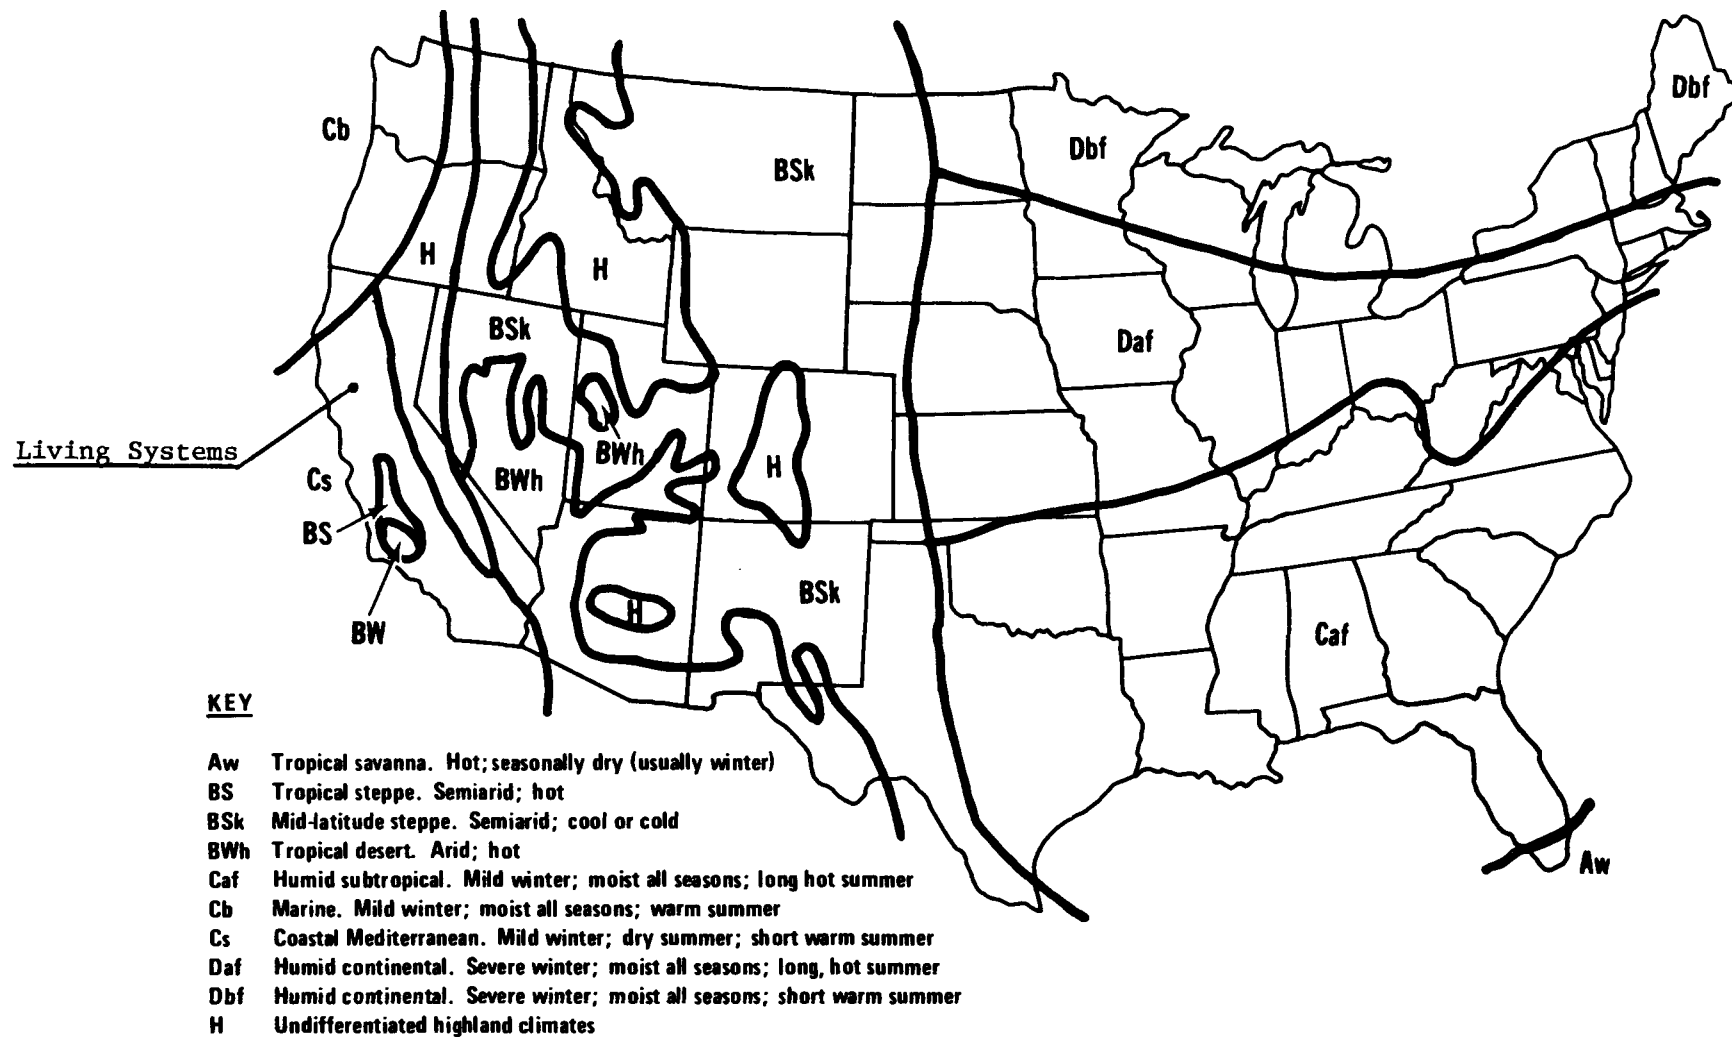 Dbf
Cb
Dbf
BSk
H
H
BSk
Daf
Living Systems
BWh
Cs
BWh
H
BS
BSk
H
BW
Caf
Aw
KEY
Aw Tropical savanna. Hot; seasonally dry (usually winter)
BS Tropical steppe. Semiarid; hot
BSk Mid-latitude steppe. Semiarid; cool or cold
BWh Tropical desert. Arid; hot
Caf Humid subtropical. Mild winter; moist all seasons; long hot summer
Cb Marine. Mild winter; moist all seasons; warm summer
Cs Coastal Mediterranean. Mild winter; dry summer; short warm summer
Daf Humid continental. Severe winter; moist all seasons; long, hot summer
Dbf Humid continental. Severe winter; moist all seasons; short warm summer
H Undifferentiated highland climates